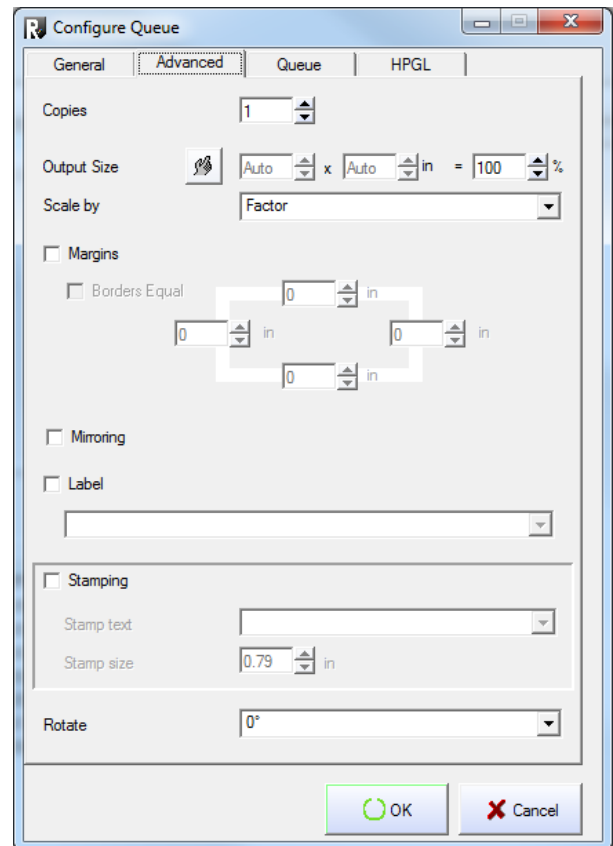 Configure Queue
General Advanced Queue HPGL
Copies 1
Output Size Auto x Auto in = 100 %
Scale by Factor
Margins
Borders Equal 0 in
0 in 0 in
0 in
Mirroring
Label
Stamping
Stamp text
Stamp size 0.79 in
Rotate 0°
OK Cancel